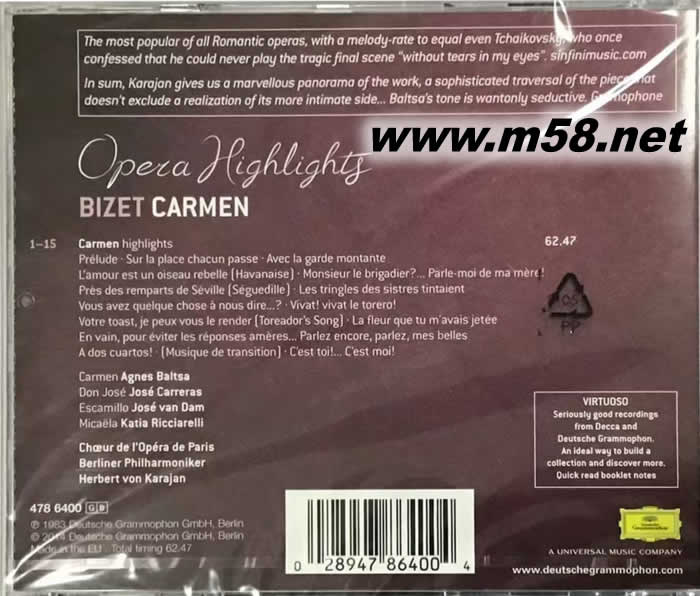 The most popular of all Romantic operas, with a melody-rate to equal even Tchaikovsky, who once
confessed that he could never play the tragic final scene “without tears in my eyes”. sinfinimusic.com
In sum, Karajan gives us a marvellous panorama of the work, a sophisticated traversal of the piece that
doesn't exclude a realization of its more intimate side... Baltsa's tone is wantonly seductive. Gramophone
www.m58.net
Opera Highlights
BIZET CARMEN
1–15 Carmen highlights 62.47
Prélude · Sur la place chacun passe · Avec la garde montante
L'amour est un oiseau rebelle (Havanaise) · Monsieur le brigadier?... Parle-moi de ma mère!
Près des remparts de Séville (Séguedille) · Les tringles des sistres tintaient
Vous avez quelque chose à nous dire...? · Vivat! vivat le torero!
Votre toast, je peux vous le render (Toreador's Song) · La fleur que tu m'avais jetée
En vain, pour éviter les réponses amères... Parlez encore, parlez, mes belles
A dos cuartos! · (Musique de transition) · C'est toi!... C'est moi!
05
PP
Carmen Agnes Baltsa
Don José José Carreras
Escamillo José van Dam
Micaëla Katia Ricciarelli
Chœur de l'Opéra de Paris
Berliner Philharmoniker
Herbert von Karajan
VIRTUOSO
Seriously good recordings
from Decca and
Deutsche Grammophon.
An ideal way to build a
collection and discover more.
Quick read booklet notes
478 6400 GB
℗ 1983 Deutsche Grammophon GmbH, Berlin
© 2014 Deutsche Grammophon GmbH, Berlin
Made in the EU · Total timing 62.47
0 28947 86400 4
Deutsche
Grammophon
A UNIVERSAL MUSIC COMPANY
www.deutschegrammophon.com